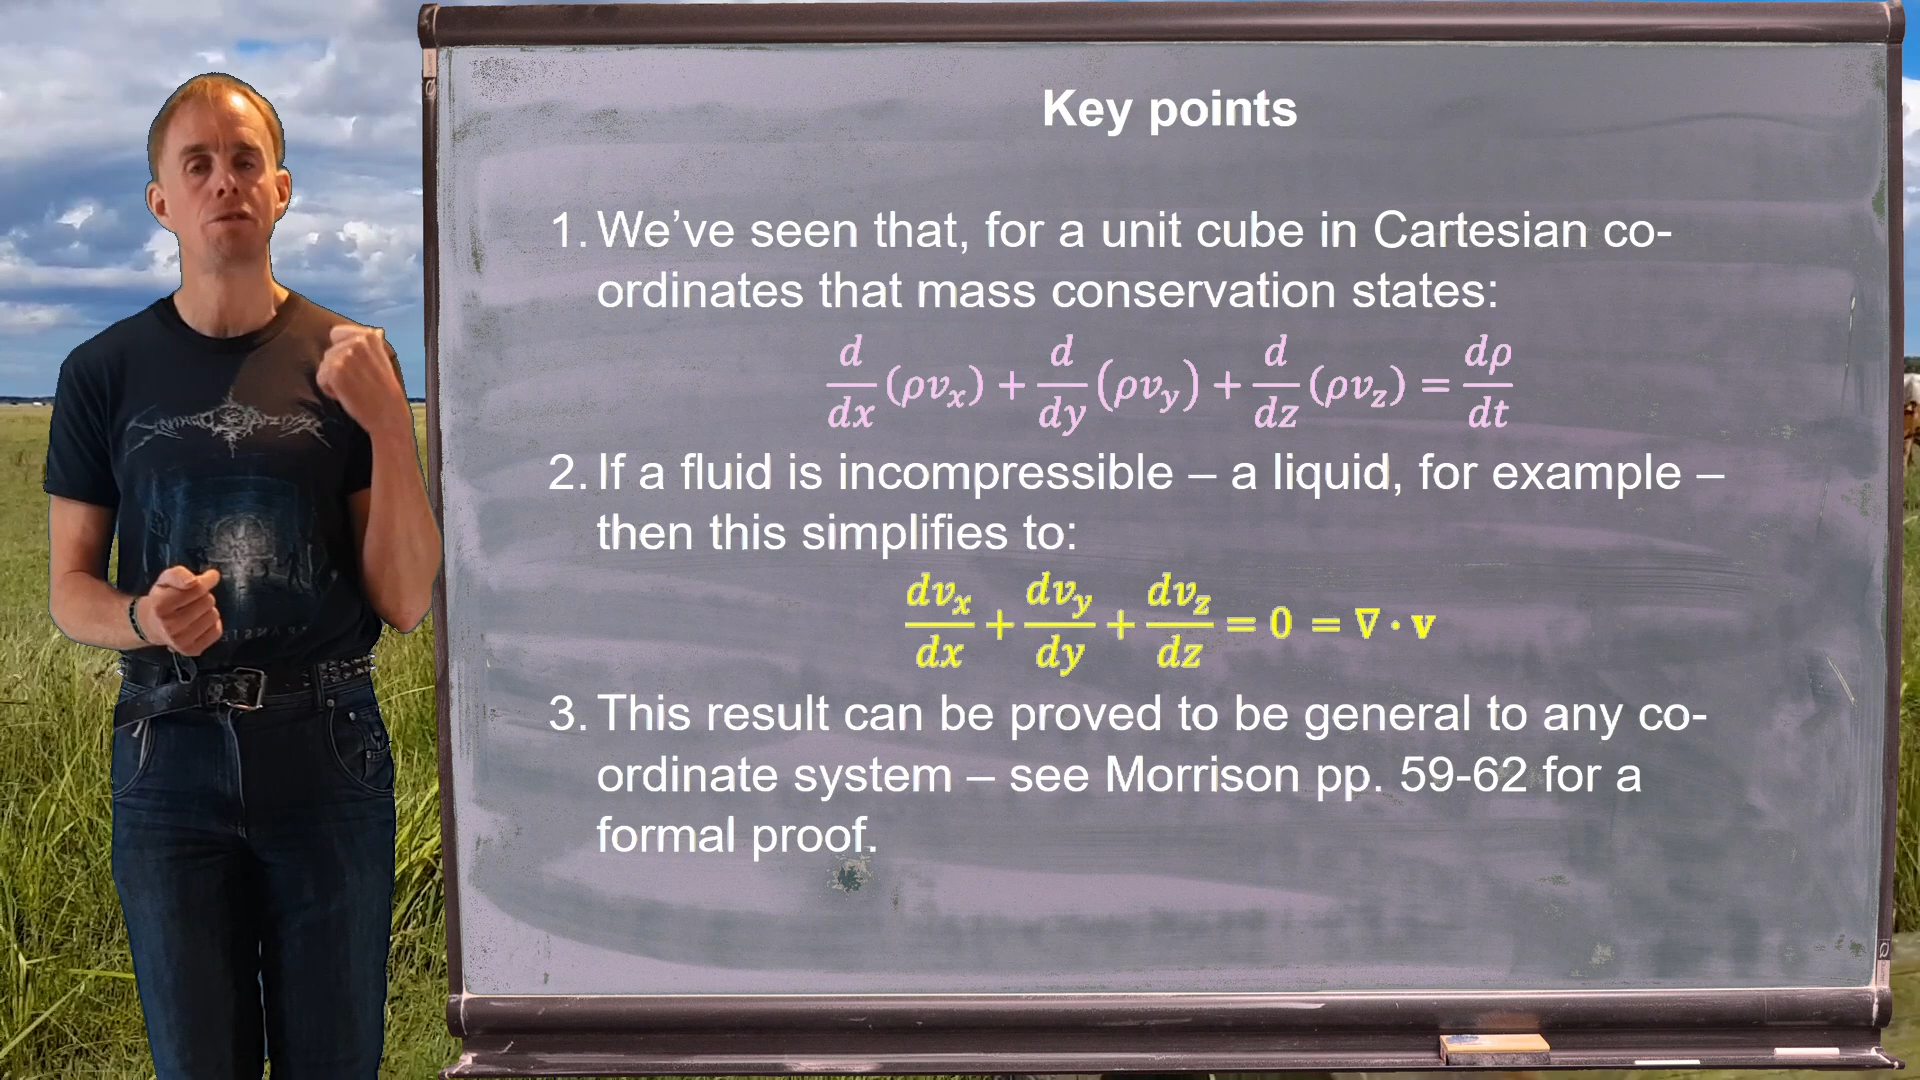 Key points
1. We’ve seen that, for a unit cube in Cartesian co-
ordinates that mass conservation states:
d/dx (ρvₓ) + d/dy (ρv_y) + d/dz (ρv_z) = dρ/dt
2. If a fluid is incompressible – a liquid, for example –
then this simplifies to:
dvₓ/dx + dv_y/dy + dv_z/dz = 0 = ∇ · v
3. This result can be proved to be general to any co-
ordinate system – see Morrison pp. 59-62 for a
formal proof.